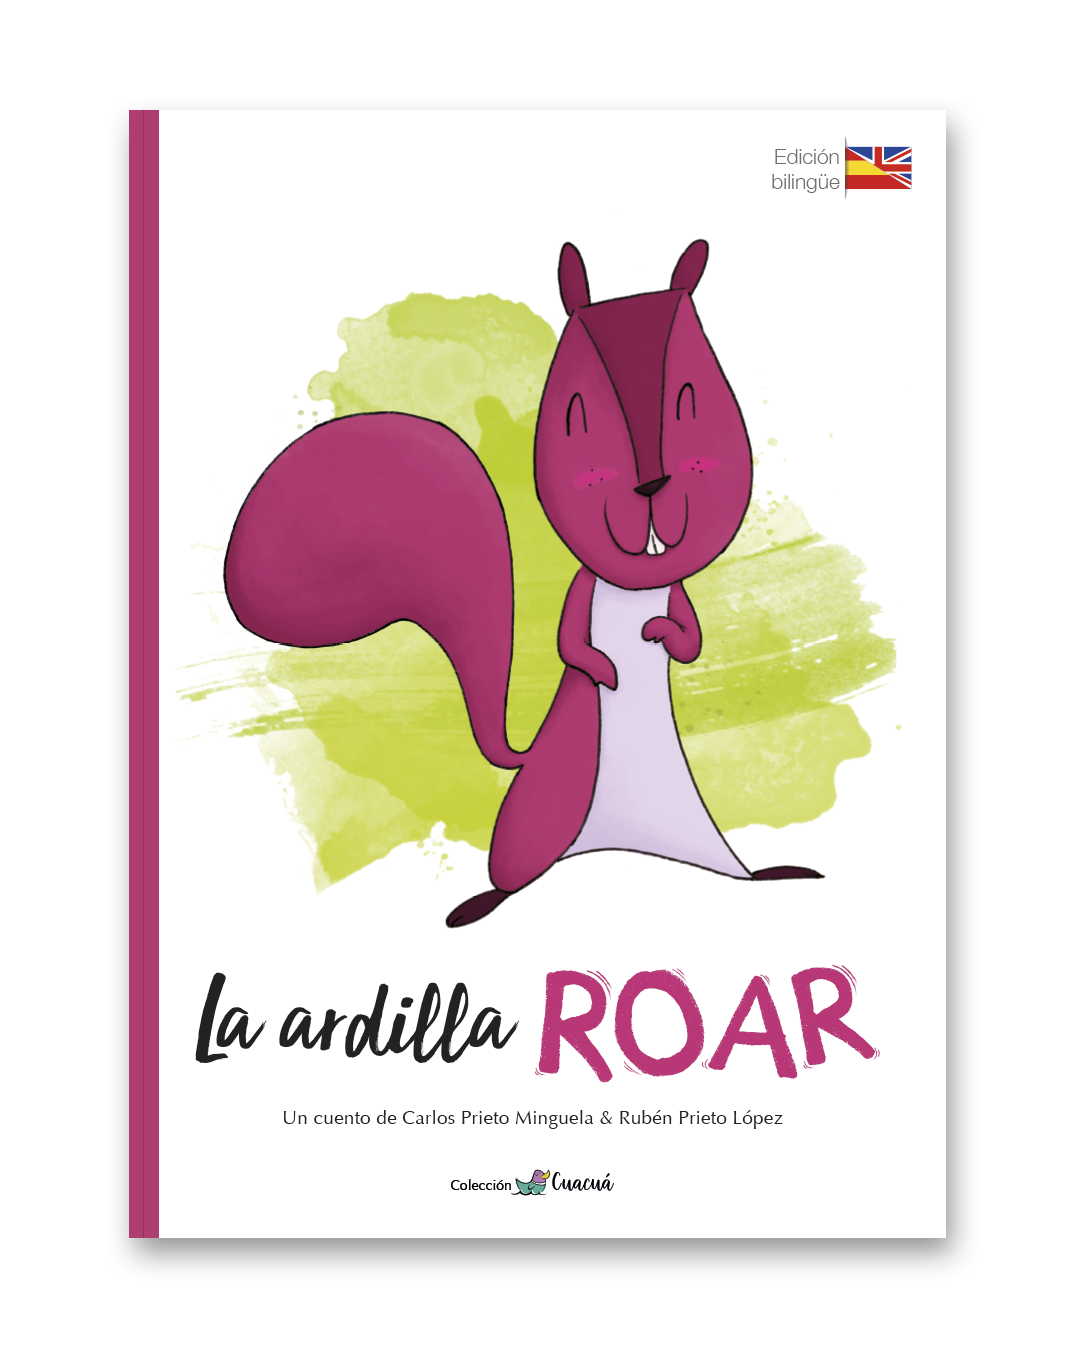 Edición
bilingüe
La ardilla ROAR
Un cuento de Carlos Prieto Minguela & Rubén Prieto López
Colección Cuacuá